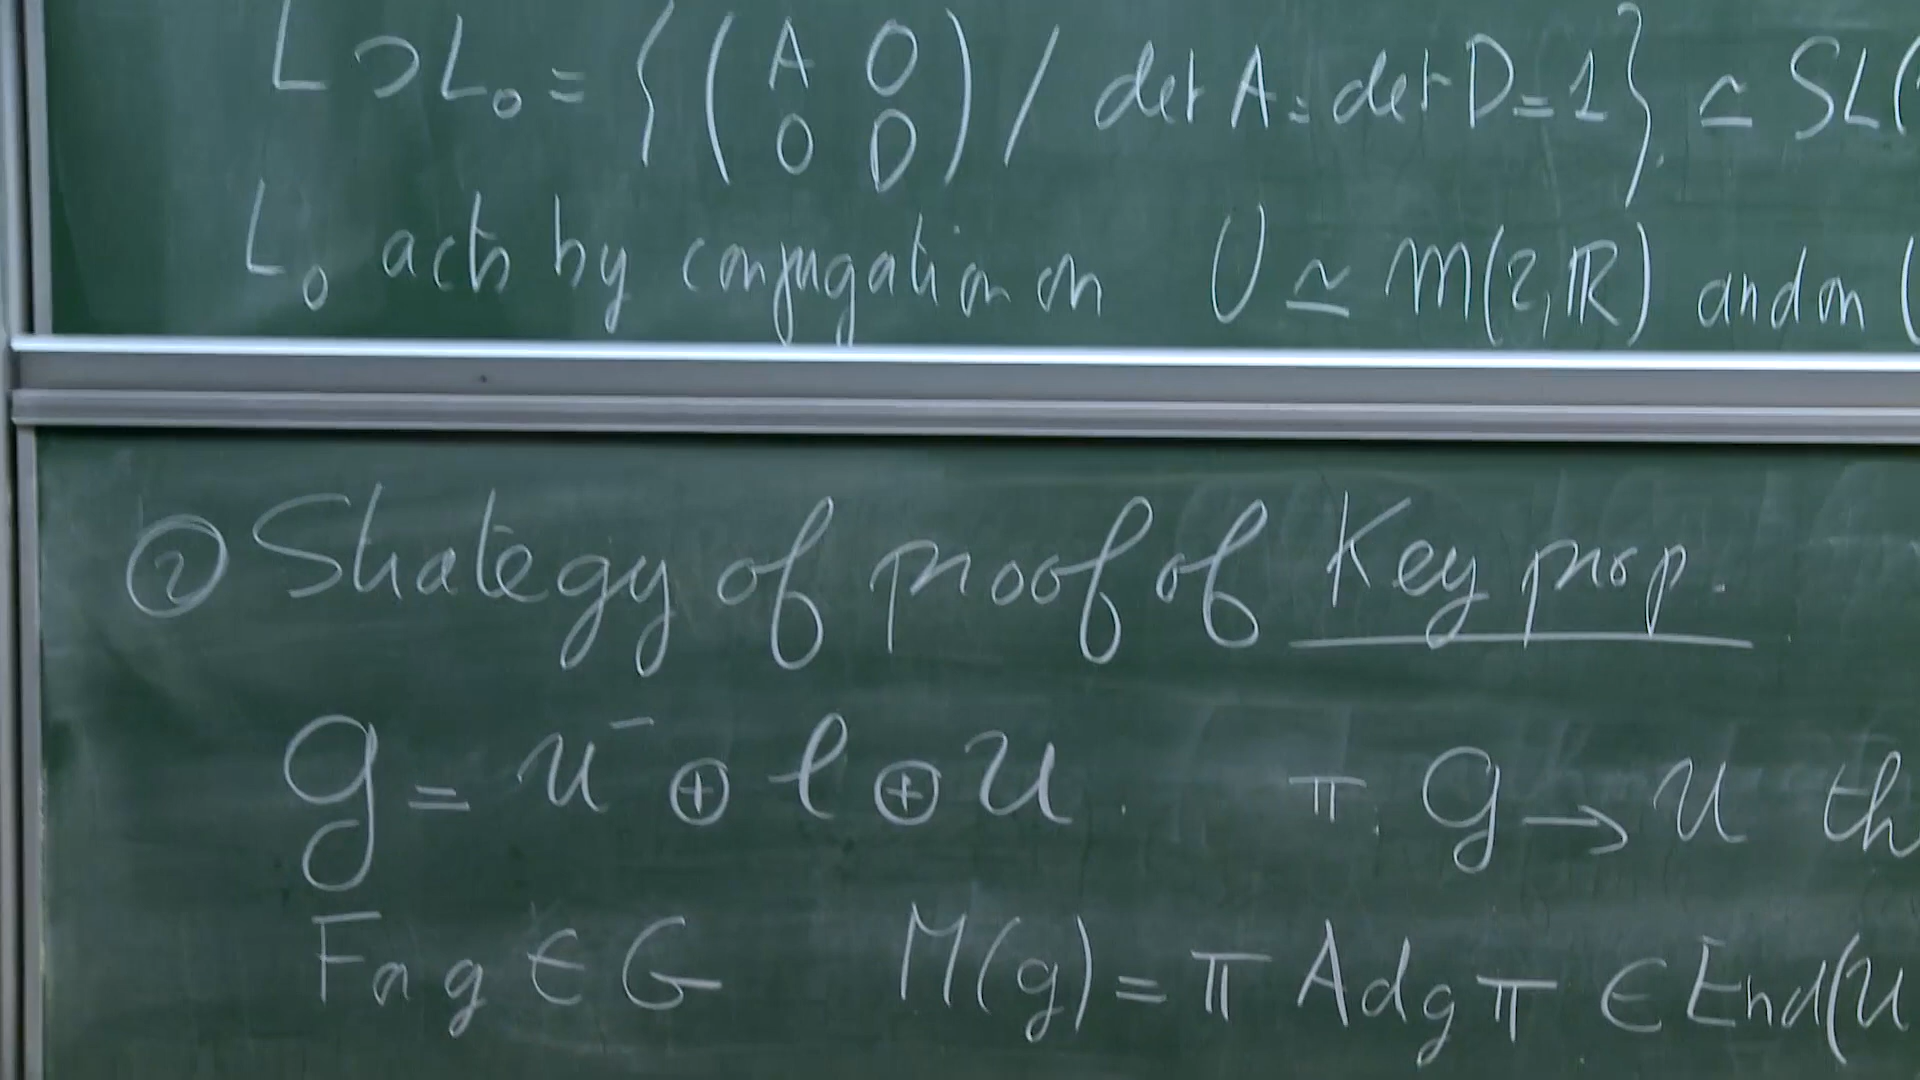 L ⊃ L₀ = { ( A 0 0 D ) / det A = det D = 1 } . ≃ SL(
L₀ acts by conjugation on U ≃ M(2,ℝ) and on
② Strategy of proof of Key prop.
g = u⁻ ⊕ l ⊕ u . π : g → u th
For g ∈ G M(g) = π Adg π ∈ End(u